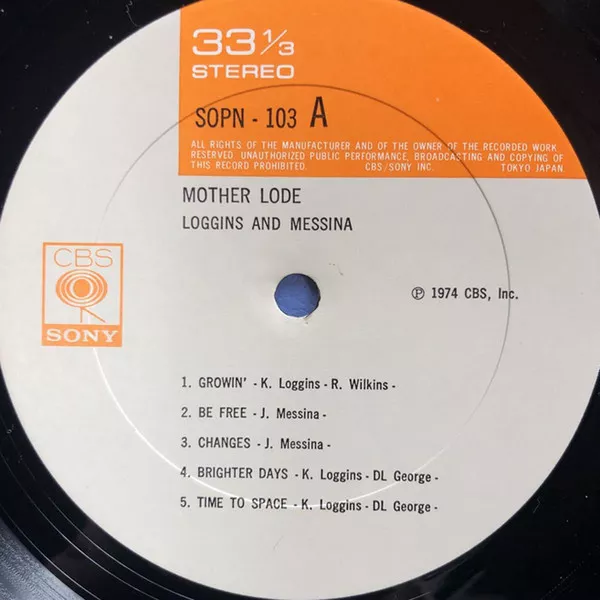 33 1/3
STEREO
SOPN - 103 A
ALL RIGHTS OF THE MANUFACTURER AND OF THE OWNER OF THE RECORDED WORK
RESERVED. UNAUTHORIZED PUBLIC PERFORMANCE, BROADCASTING AND COPYING OF
THIS RECORD PROHIBITED. CBS/SONY INC. TOKYO JAPAN.
MOTHER LODE
LOGGINS AND MESSINA
CBS
SONY
℗ 1974 CBS, Inc.
1. GROWIN' - K. Loggins - R. Wilkins -
2. BE FREE - J. Messina -
3. CHANGES - J. Messina -
4. BRIGHTER DAYS - K. Loggins - DL George -
5. TIME TO SPACE - K. Loggins - DL George -